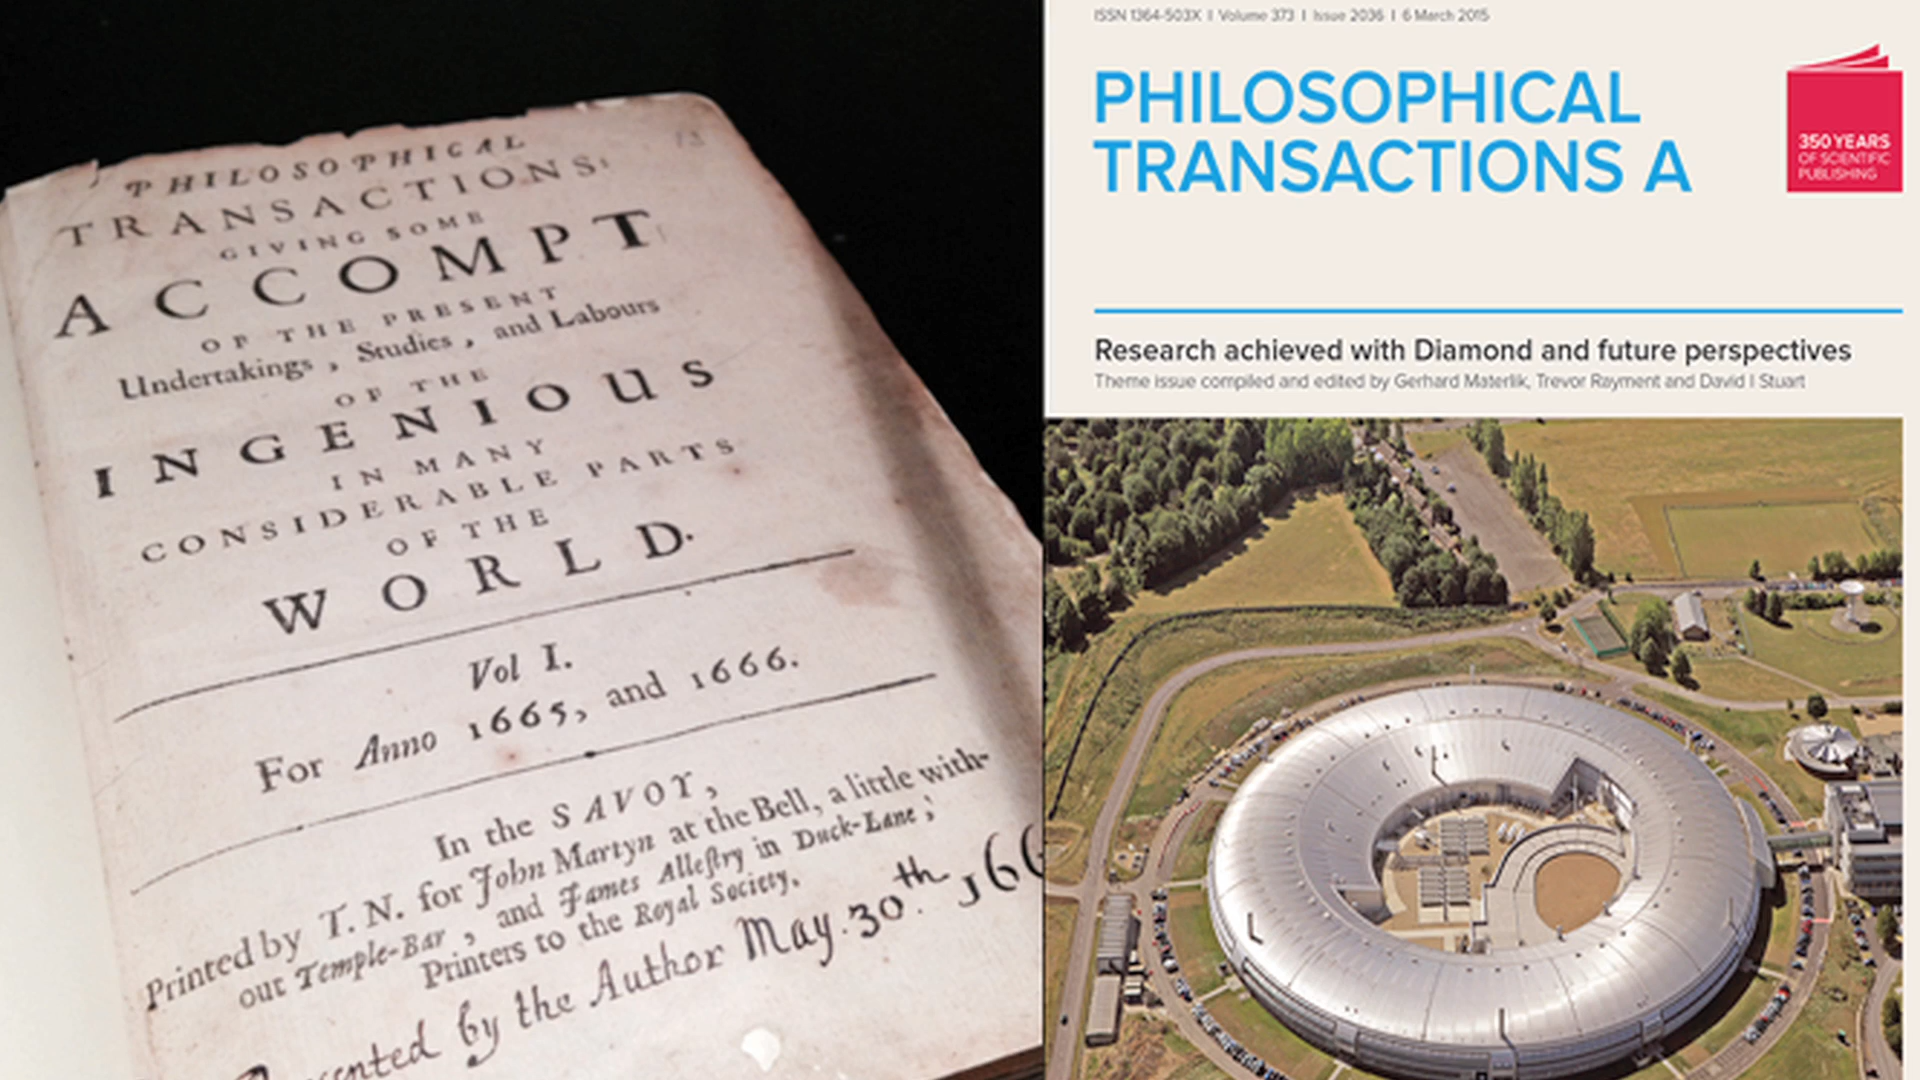 PHILOSOPHICAL
TRANSACTIONS:
GIVING SOME
ACCOMPT
OF THE PRESENT
Undertakings, Studies, and Labours
OF THE
INGENIOUS
IN MANY
CONSIDERABLE PARTS
OF THE
WORLD.
Vol I.
For Anno 1665, and 1666.
In the SAVOY,
Printed by T. N. for John Martyn at the Bell, a little with-
out Temple-Bar, and James Alleſtry in Duck-Lane;
Printers to the Royal Society.
by the Author May. 30th. 166
13
ISSN 1364-503X | Volume 373 | Issue 2036 | 6 March 2015
PHILOSOPHICAL
TRANSACTIONS A
350 YEARS
OF SCIENTIFIC
PUBLISHING
Research achieved with Diamond and future perspectives
Theme issue compiled and edited by Gerhard Materlik, Trevor Rayment and David I Stuart